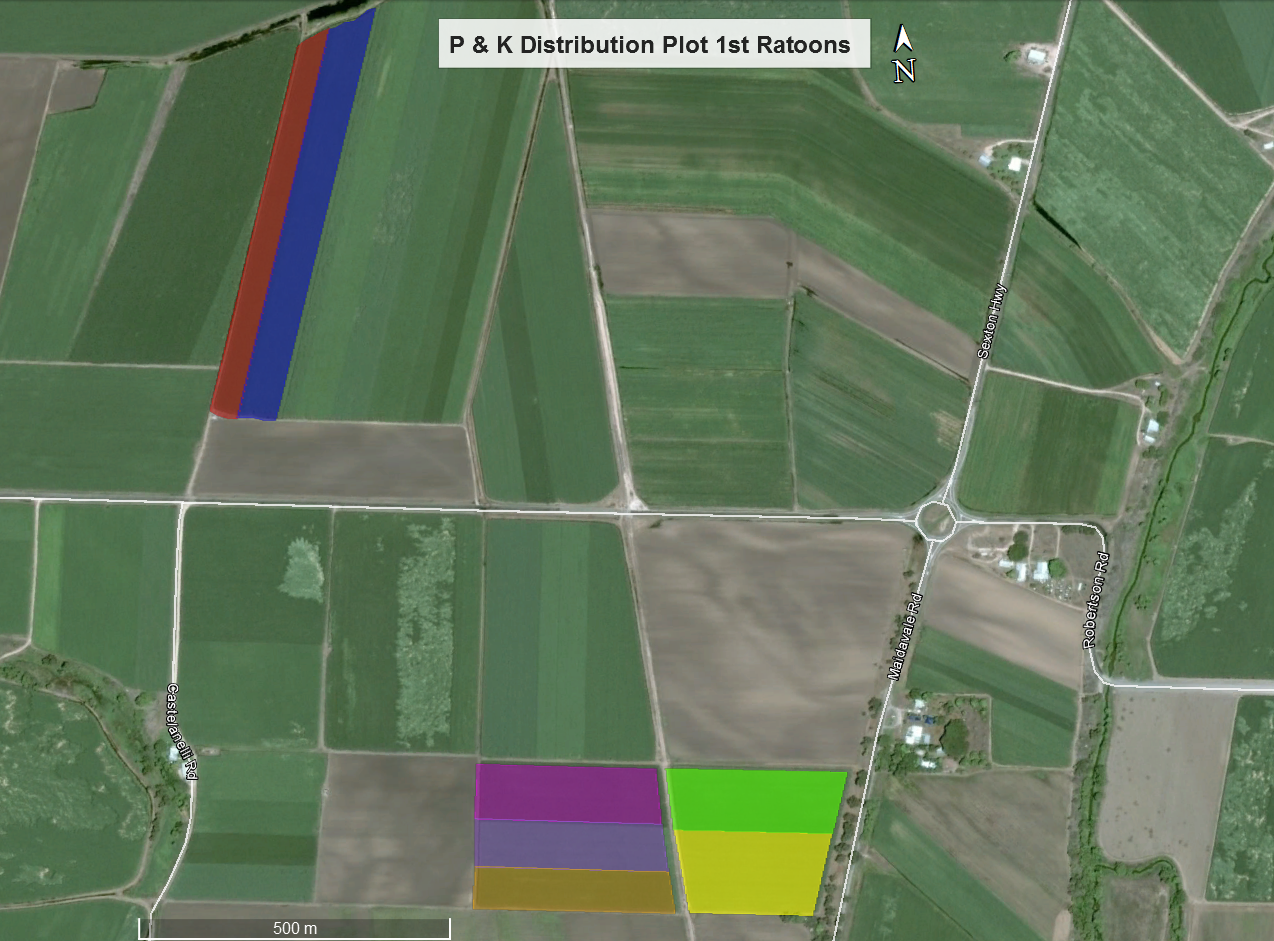 P & K Distribution Plot 1st Ratoons
N
Sexton Hwy
Robertson Rd
Maidavale Rd
Castelanelli Rd
500 m